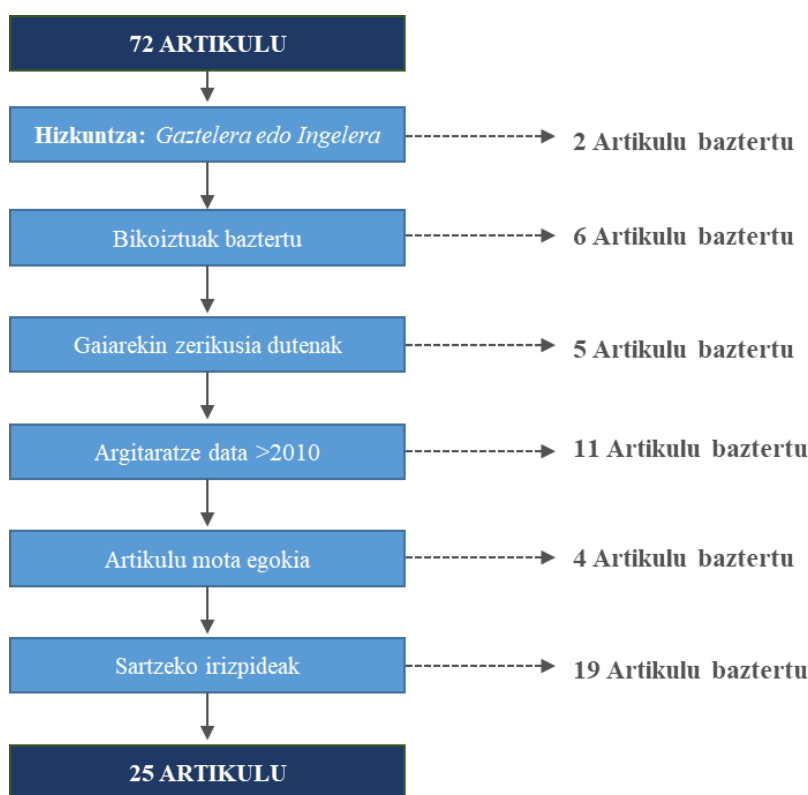 72 ARTIKULU
Hizkuntza: Gaztelera edo Ingelera
2 Artikulu baztertu
Bikoiztuak baztertu
6 Artikulu baztertu
Gaiarekin zerikusia dutenak
5 Artikulu baztertu
Argitaratze data >2010
11 Artikulu baztertu
Artikulu mota egokia
4 Artikulu baztertu
Sartzeko irizpideak
19 Artikulu baztertu
25 ARTIKULU